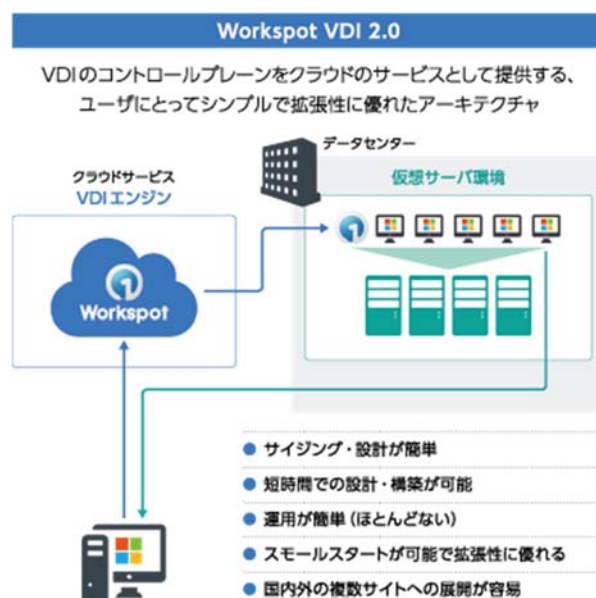 Workspot VDI 2.0
VDIのコントロールプレーンをクラウドのサービスとして提供する、
ユーザにとってシンプルで拡張性に優れたアーキテクチャ
データセンター
クラウドサービス
VDIエンジン
仮想サーバ環境
Workspot
サイジング・設計が簡単
短時間での設計・構築が可能
運用が簡単(ほとんどない)
スモールスタートが可能で拡張性に優れる
国内外の複数サイトへの展開が容易